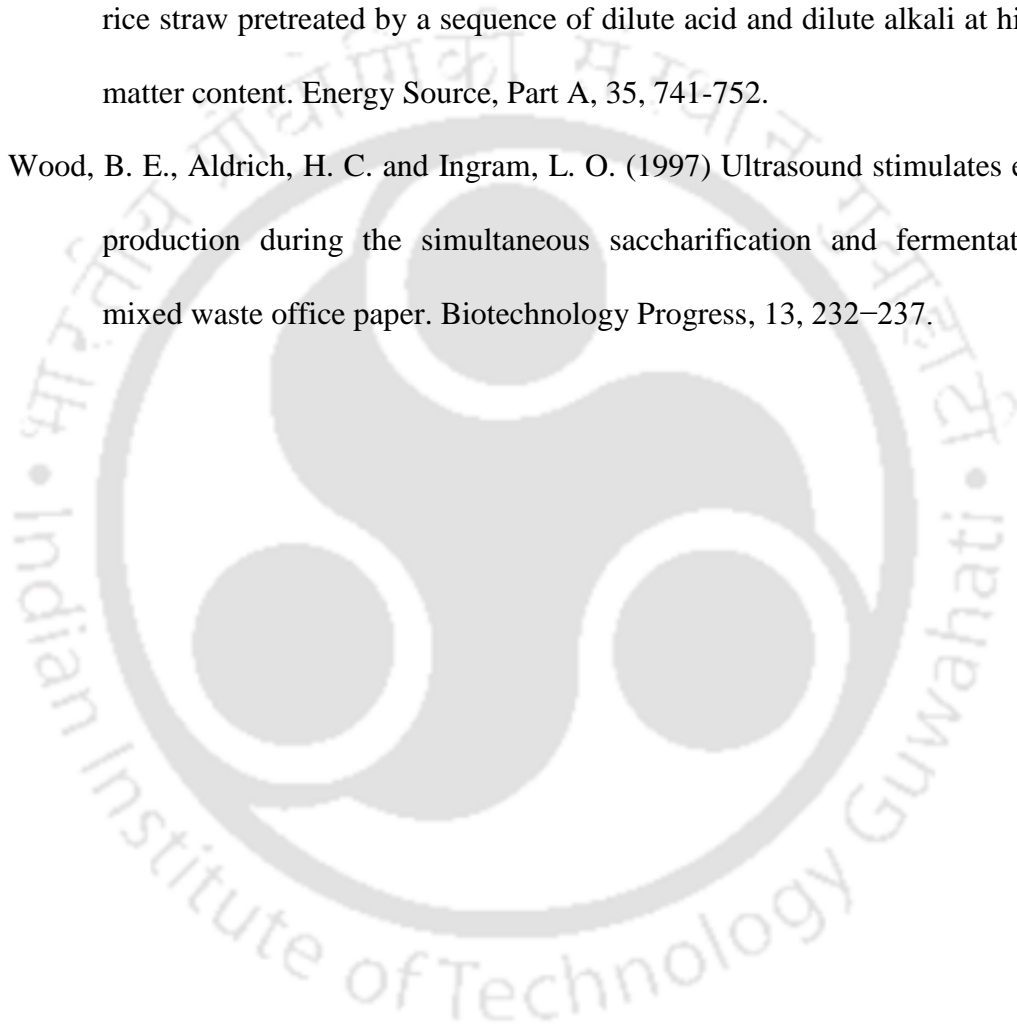 rice straw pretreated by a sequence of dilute acid and dilute alkali at hi
matter content. Energy Source, Part A, 35, 741-752.
Wood, B. E., Aldrich, H. C. and Ingram, L. O. (1997) Ultrasound stimulates e
production during the simultaneous saccharification and fermentat
mixed waste office paper. Biotechnology Progress, 13, 232−237.
भारतीय प्रौद्योगिकी संस्थान गुवाहाटी
Indian Institute of Technology Guwahati